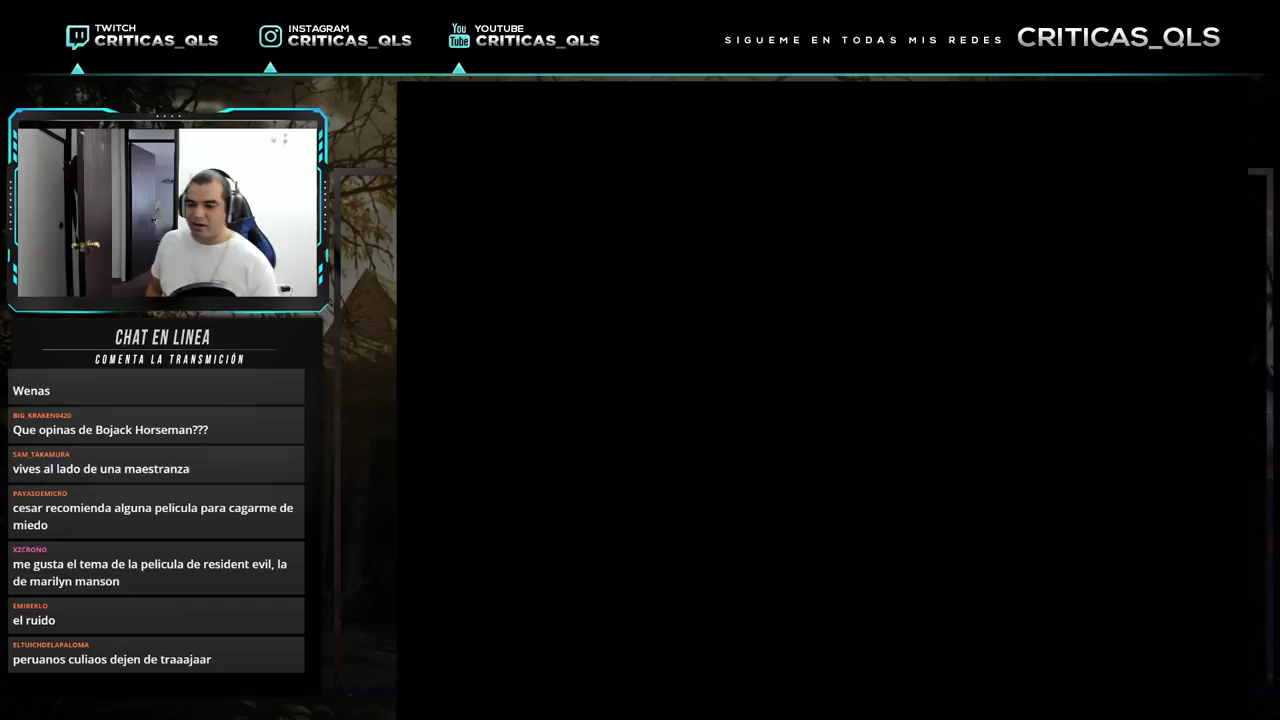 TWITCH
CRITICAS_QLS
INSTAGRAM
CRITICAS_QLS
You
Tube
YOUTUBE
CRITICAS_QLS
SIGUEME EN TODAS MIS REDES
CRITICAS_QLS
CHAT EN LINEA
COMENTA LA TRANSMICIÓN
Wenas
BIG_KRAKEN0420
Que opinas de Bojack Horseman???
SAM_TAKAMURA
vives al lado de una maestranza
PAYASOEMICRO
cesar recomienda alguna pelicula para cagarme de
miedo
XZCRONO
me gusta el tema de la pelicula de resident evil, la
de marilyn manson
EMIREKLO
el ruido
ELTUICHDELAPALOMA
peruanos culiaos dejen de traaajaar